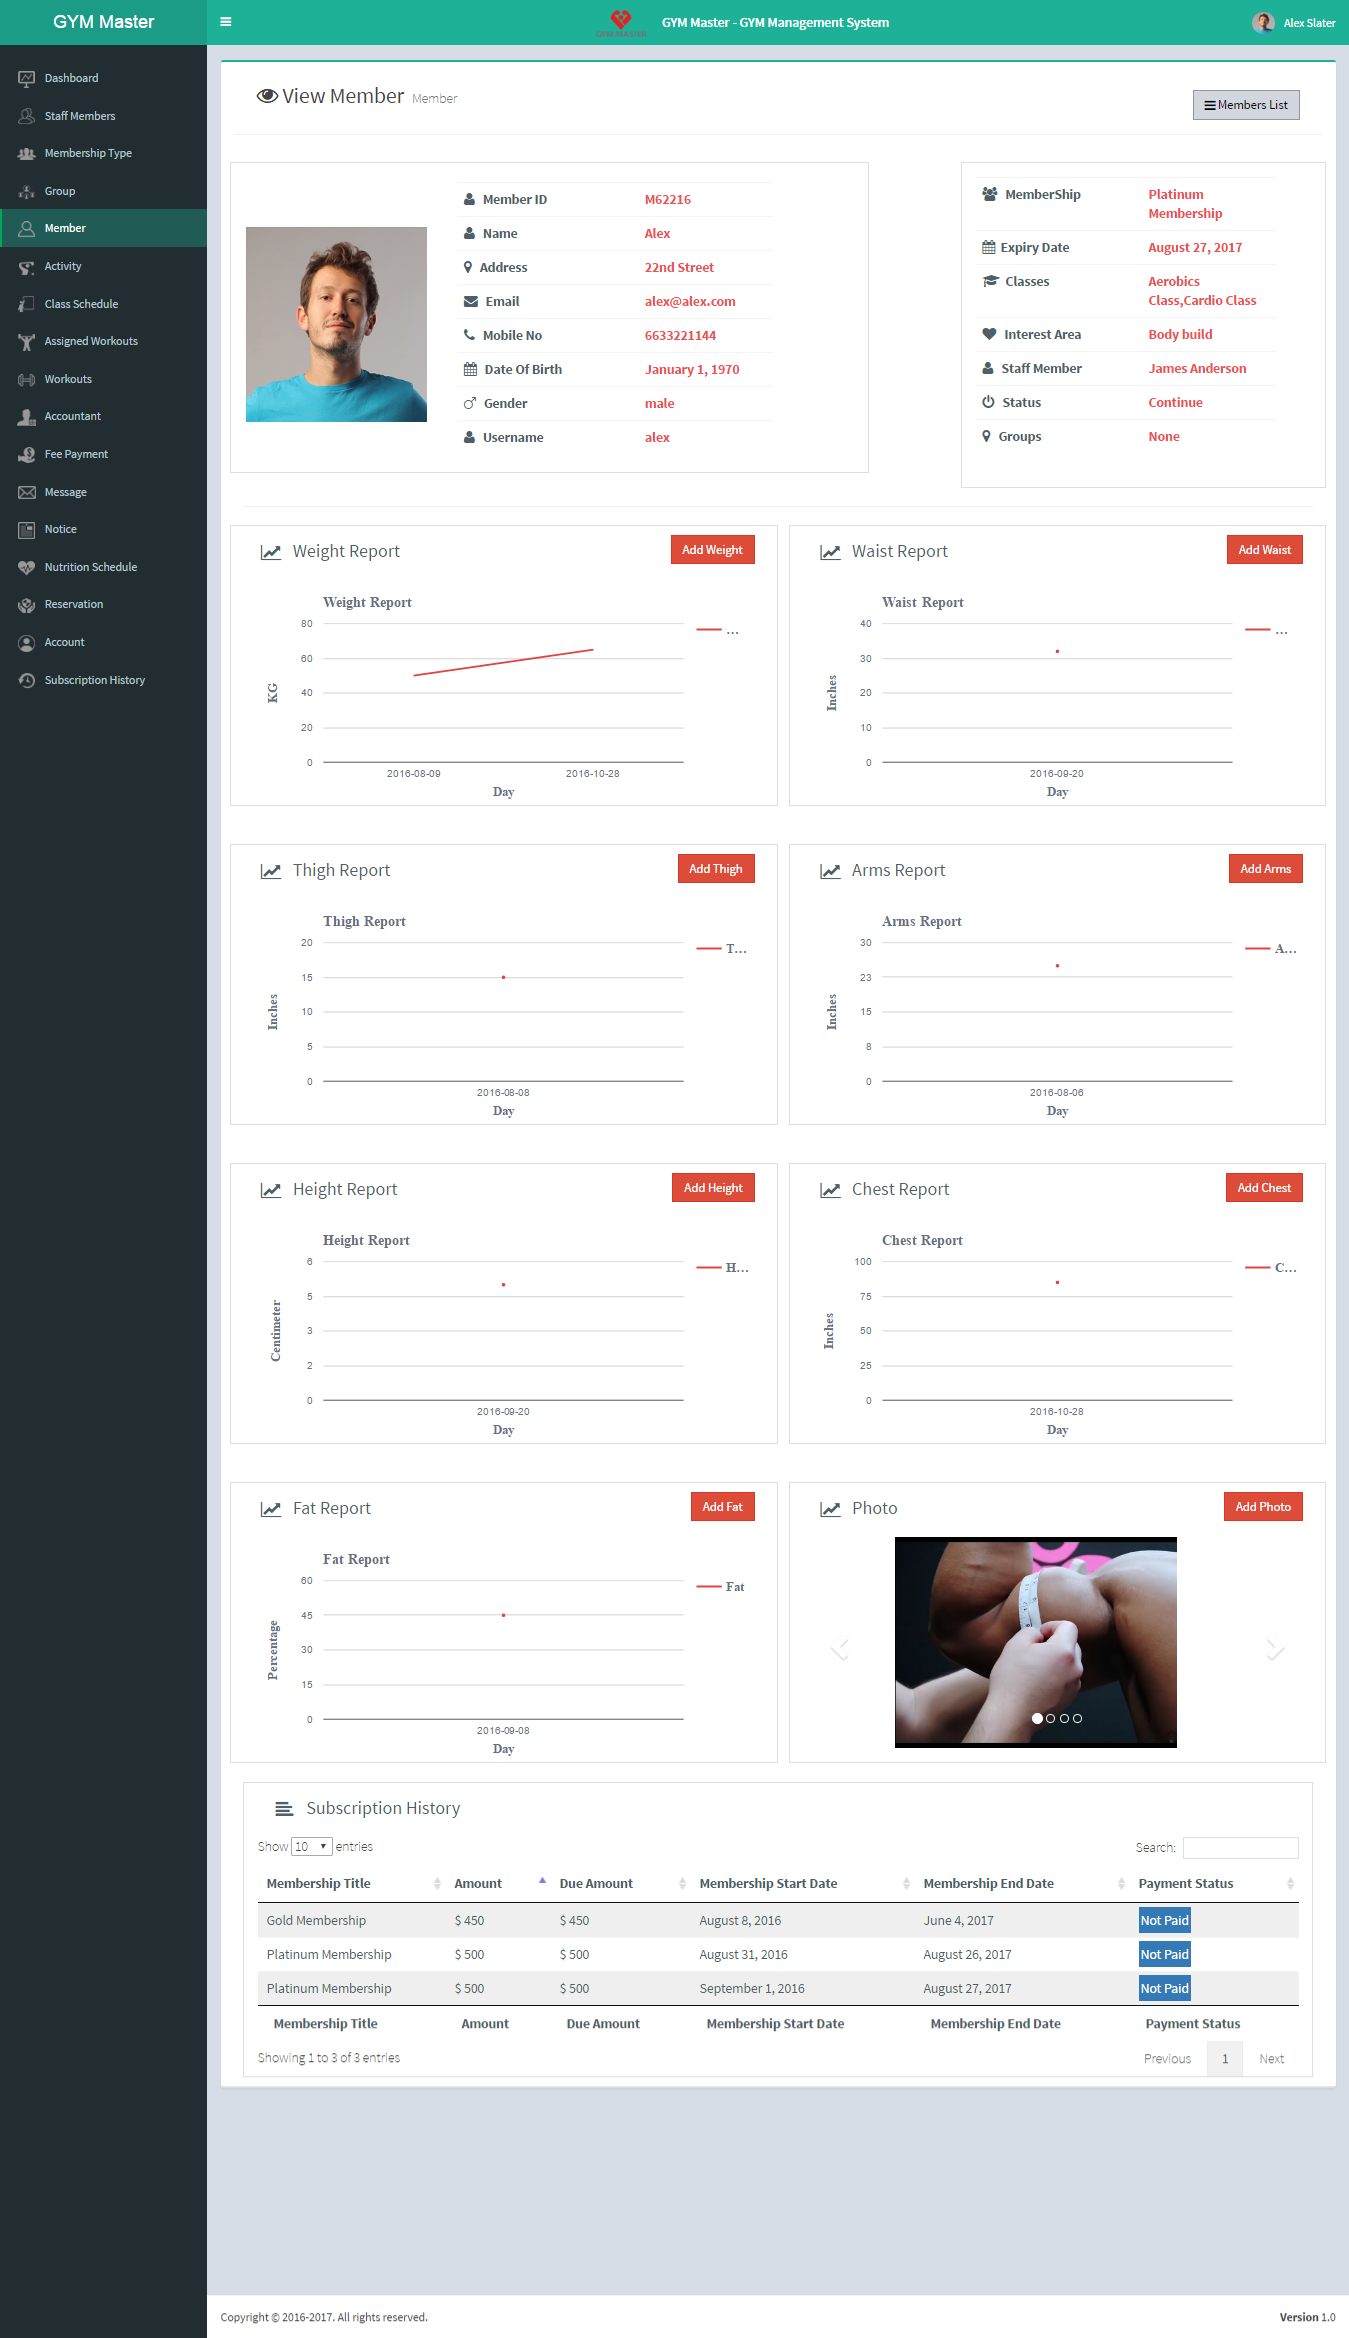 GYM Master
GYM Master - GYM Management System
Alex Slater
Dashboard
Staff Members
Membership Type
Group
Member
Activity
Class Schedule
Assigned Workouts
Workouts
Accountant
Fee Payment
Message
Notice
Nutrition Schedule
Reservation
Account
Subscription History
View Member Member
Members List
Member ID M62216
Name Alex
Address 22nd Street
Email alex@alex.com
Mobile No 6633221144
Date Of Birth January 1, 1970
Gender male
Username alex
MemberShip Platinum
Membership
Expiry Date August 27, 2017
Classes Aerobics
Class,Cardio Class
Interest Area Body build
Staff Member James Anderson
Status Continue
Groups None
Weight Report Add Weight
Weight Report
80
60
40
20
0
KG
...
2016-08-09 2016-10-28
Day
Waist Report Add Waist
Waist Report
40
30
20
10
0
Inches
...
2016-09-20
Day
Thigh Report Add Thigh
Thigh Report
20
15
10
5
0
Inches
T...
2016-08-08
Day
Arms Report Add Arms
Arms Report
30
23
15
8
0
Inches
A...
2016-08-06
Day
Height Report Add Height
Height Report
6
5
3
2
0
Centimeter
H...
2016-09-20
Day
Chest Report Add Chest
Chest Report
100
75
50
25
0
Inches
C...
2016-10-28
Day
Fat Report Add Fat
Fat Report
60
45
30
15
0
Percentage
Fat
2016-09-08
Day
Photo Add Photo
Subscription History
Show 10 entries Search:
Membership Title Amount Due Amount Membership Start Date Membership End Date Payment Status
Gold Membership $ 450 $ 450 August 8, 2016 June 4, 2017 Not Paid
Platinum Membership $ 500 $ 500 August 31, 2016 August 26, 2017 Not Paid
Platinum Membership $ 500 $ 500 September 1, 2016 August 27, 2017 Not Paid
Membership Title Amount Due Amount Membership Start Date Membership End Date Payment Status
Showing 1 to 3 of 3 entries Previous 1 Next
Copyright © 2016-2017. All rights reserved. Version 1.0